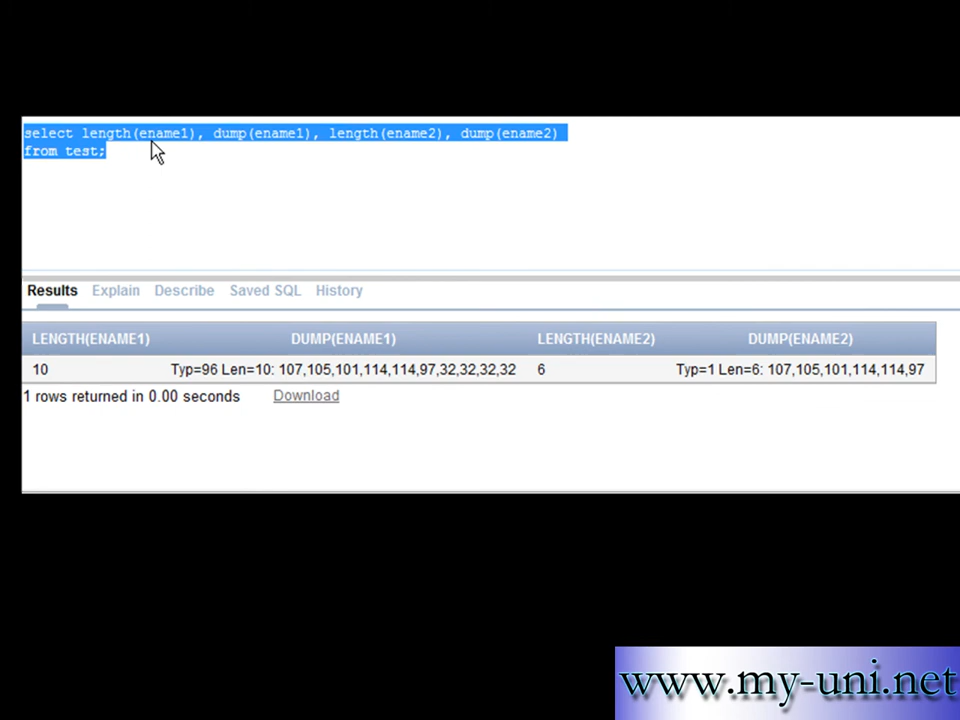 select length(ename1), dump(ename1), length(ename2), dump(ename2)
from test;
Results Explain Describe Saved SQL History
LENGTH(ENAME1) DUMP(ENAME1) LENGTH(ENAME2) DUMP(ENAME2)
10 Typ=96 Len=10: 107,105,101,114,114,97,32,32,32,32 6 Typ=1 Len=6: 107,105,101,114,114,97
1 rows returned in 0.00 seconds Download
www.my-uni.net